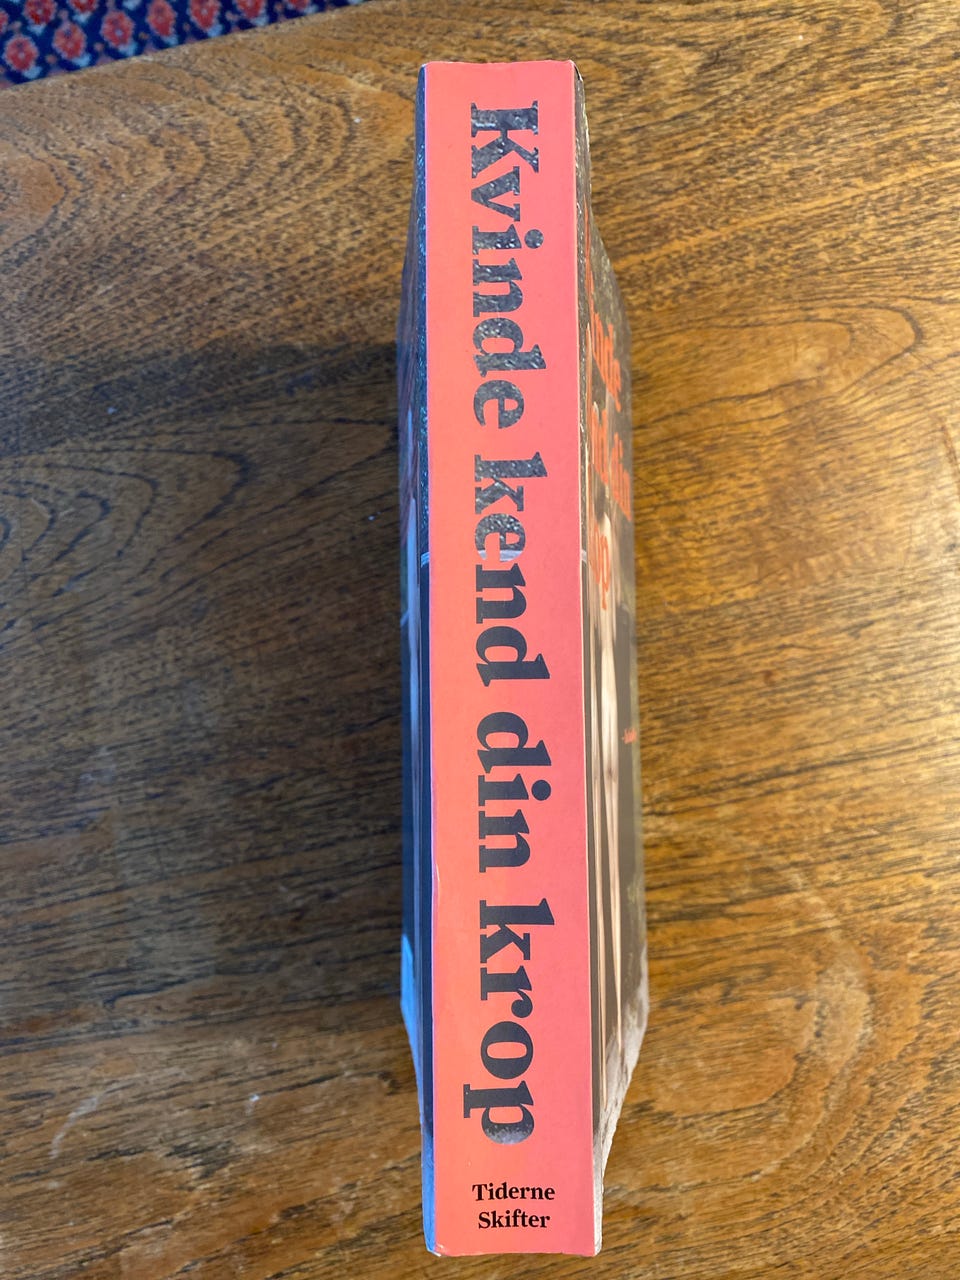 Kvinde kend din krop
Tiderne
Skifter